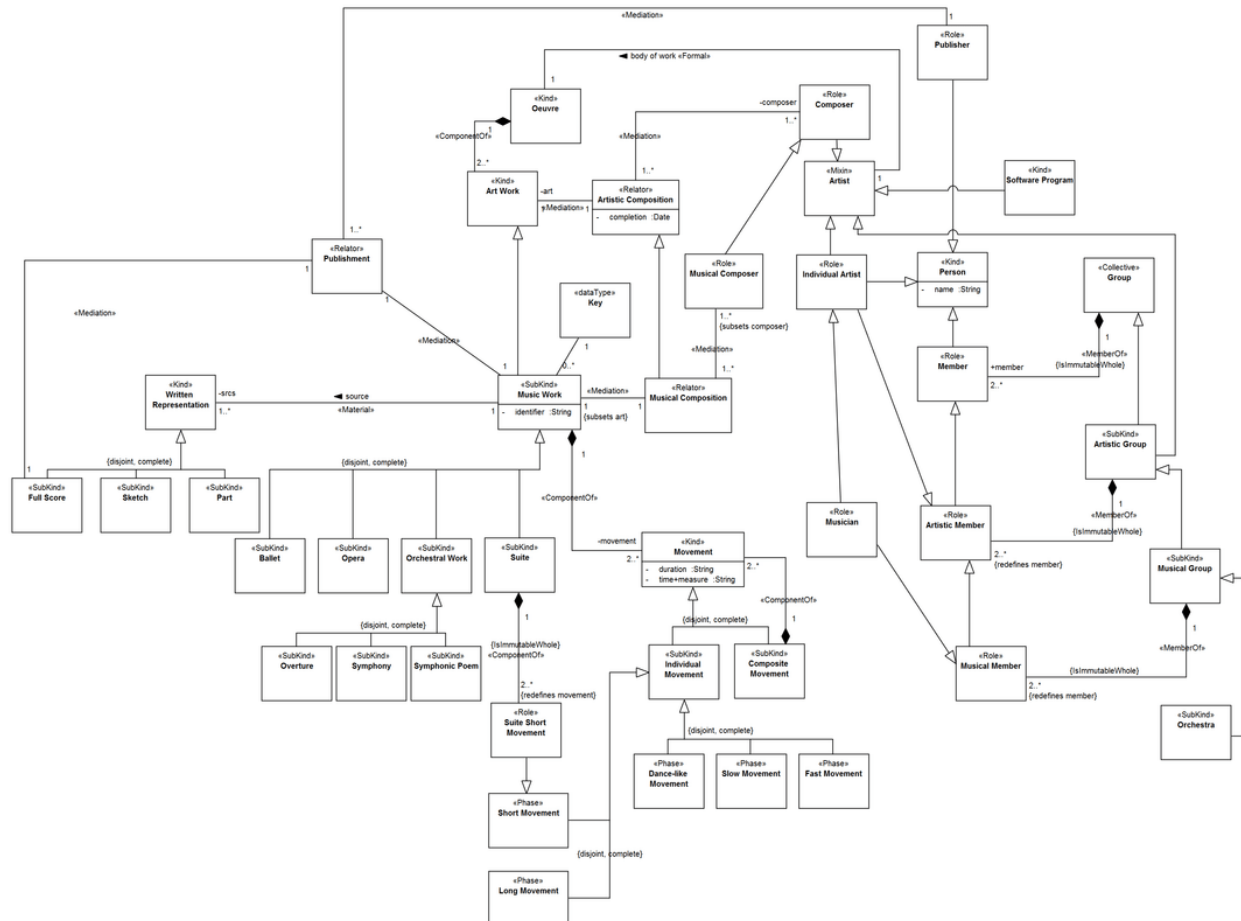 «Mediation»
1
«Role»
Publisher
body of work «Formal»
1
«Kind»
Oeuvre
1
«ComponentOf»
2..*
-composer
1..*
«Role»
Composer
«Mediation»
1..*
«Kind»
Art Work
-art
1
«Mediation»
1
«Relator»
Artistic Composition
- completion :Date
«Mixin»
Artist
1
«Kind»
Software Program
1..*
«Relator»
Publishment
1
1
«Mediation»
«Mediation»
1
«Role»
Musical Composer
1..*
{subsets composer}
«Mediation»
1..*
«Role»
Individual Artist
«Kind»
Person
- name :String
«Collective»
Group
1
«MemberOf»
{IsImmutableWhole}
«dataType»
Key
1
0..*
«Role»
Member
+member
2..*
«Kind»
Written
Representation
-srcs
1..*
source
«Material»
1
«SubKind»
Music Work
- identifier :String
«Mediation»
1
{subsets art}
1
«Relator»
Musical Composition
1
«SubKind»
Artistic Group
1
«MemberOf»
{IsImmutableWhole}
{disjoint, complete}
1
«SubKind»
Full Score
«SubKind»
Sketch
«SubKind»
Part
{disjoint, complete}
«ComponentOf»
«Role»
Musician
«Role»
Artistic Member
2..*
{redefines member}
«SubKind»
Ballet
«SubKind»
Opera
«SubKind»
Orchestral Work
«SubKind»
Suite
1
-movement
2..*
«Kind»
Movement
- duration :String
- time+measure :String
2..*
«ComponentOf»
1
«SubKind»
Musical Group
1
«MemberOf»
{IsImmutableWhole}
{disjoint, complete}
«SubKind»
Overture
«SubKind»
Symphony
«SubKind»
Symphonic Poem
{IsImmutableWhole}
«ComponentOf»
2..*
{redefines movement}
{disjoint, complete}
«SubKind»
Individual
Movement
«SubKind»
Composite
Movement
«Role»
Musical Member
2..*
{redefines member}
«Role»
Suite Short
Movement
{disjoint, complete}
«SubKind»
Orchestra
«Phase»
Dance-like
Movement
«Phase»
Slow Movement
«Phase»
Fast Movement
«Phase»
Short Movement
{disjoint, complete}
«Phase»
Long Movement